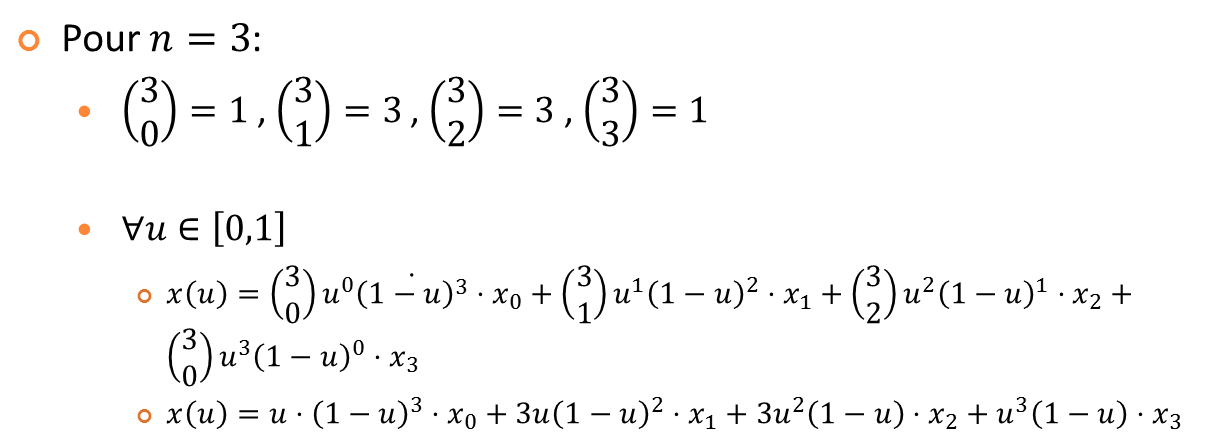 Pour n = 3:
(3 0) = 1 , (3 1) = 3 , (3 2) = 3 , (3 3) = 1
∀u ∈ [0,1]
x(u) = (3 0) u⁰(1 − u)³ · x₀ + (3 1) u¹(1 − u)² · x₁ + (3 2) u²(1 − u)¹ · x₂ +
(3 0) u³(1 − u)⁰ · x₃
x(u) = u · (1 − u)³ · x₀ + 3u(1 − u)² · x₁ + 3u²(1 − u) · x₂ + u³(1 − u) · x₃